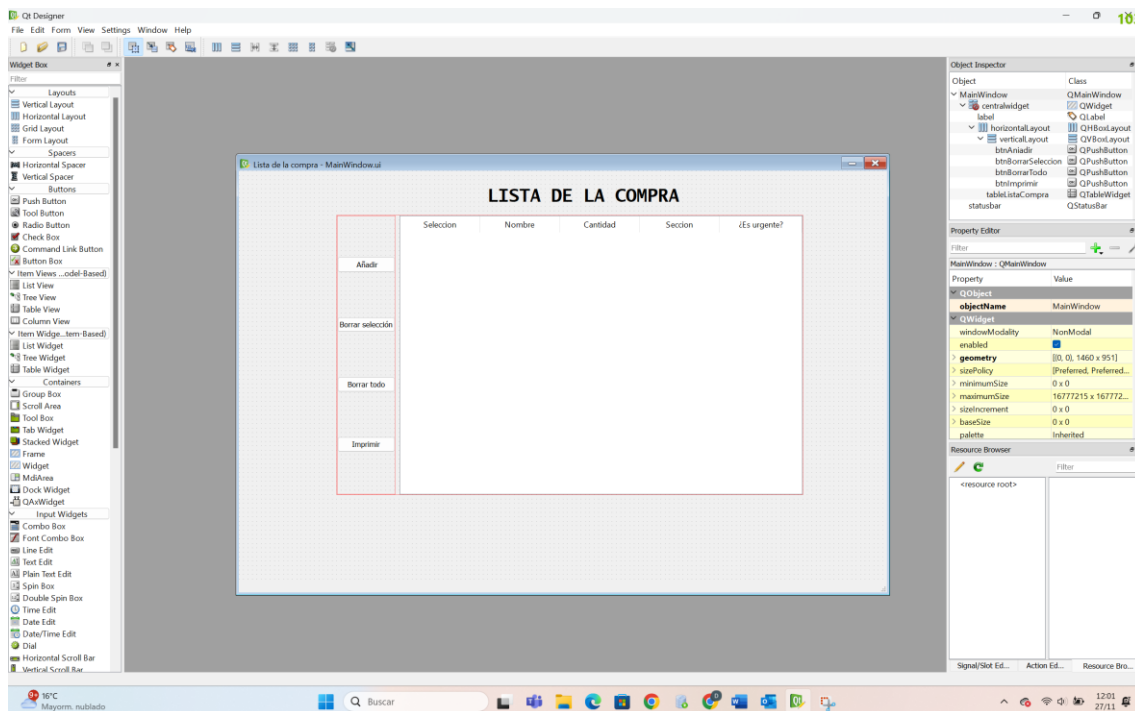 Qt Designer
10
File Edit Form View Settings Window Help
Widget Box
Filter
Layouts
Vertical Layout
Horizontal Layout
Grid Layout
Form Layout
Spacers
Horizontal Spacer
Vertical Spacer
Buttons
Push Button
Tool Button
Radio Button
Check Box
Command Link Button
Button Box
Item Views ...odel-Based)
List View
Tree View
Table View
Column View
Item Widge...tem-Based)
List Widget
Tree Widget
Table Widget
Containers
Group Box
Scroll Area
Tool Box
Tab Widget
Stacked Widget
Frame
Widget
MdiArea
Dock Widget
QAxWidget
Input Widgets
Combo Box
Font Combo Box
Line Edit
Text Edit
Plain Text Edit
Spin Box
Double Spin Box
Time Edit
Date Edit
Date/Time Edit
Dial
Horizontal Scroll Bar
Vertical Scroll Bar
Lista de la compra - MainWindow.ui
LISTA DE LA COMPRA
Seleccion Nombre Cantidad Seccion ¿Es urgente?
Añadir
Borrar selección
Borrar todo
Imprimir
Object Inspector
Object Class
MainWindow QMainWindow
centralwidget QWidget
label QLabel
horizontalLayout QHBoxLayout
verticalLayout QVBoxLayout
btnAniadir QPushButton
btnBorrarSeleccion QPushButton
btnBorrarTodo QPushButton
btnImprimir QPushButton
tableListaCompra QTableWidget
statusbar QStatusBar
Property Editor
Filter
MainWindow : QMainWindow
Property Value
QObject
objectName MainWindow
QWidget
windowModality NonModal
enabled
geometry [(0, 0), 1460 x 951]
sizePolicy [Preferred, Preferred...
minimumSize 0 x 0
maximumSize 16777215 x 167772...
sizeIncrement 0 x 0
baseSize 0 x 0
palette Inherited
Resource Browser
Filter
<resource root>
Signal/Slot Ed... Action Ed... Resource Bro...
16°C
Mayorm. nublado
Buscar
12:01
27/11